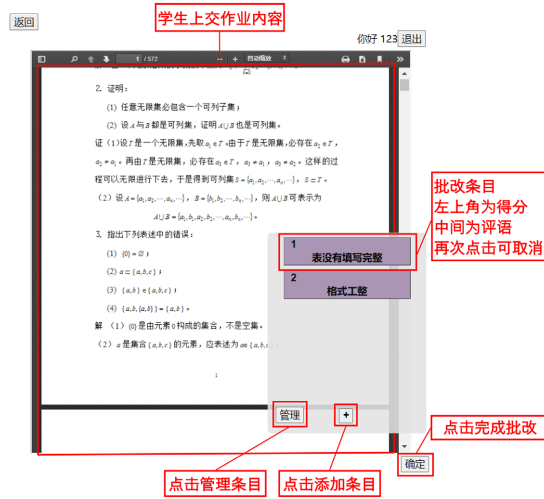 学生上交作业内容
返回
你好 123 退出
1 / 572
自动缩放
2. 证明：
(1) 任意无限集必包含一个可列子集；
(2) 设A与B都是可列集，证明A∪B也是可列集。
证（1）设T是一个无限集，先取a₁∈T。由于T是无限集，必存在a₂∈T，
a₂≠a₁。再由T是无限集，必存在a₃∈T，a₃≠a₁，a₃≠a₂。这样的过
程可以无限进行下去，于是得到可列集S={a₁,a₂,⋯,aₙ,⋯}，S⊂T。
（2）设A={a₁,a₂,⋯,aₙ,⋯}，B={b₁,b₂,⋯,bₙ,⋯}，则A∪B可表示为
A∪B={a₁,b₁,a₂,b₂,⋯,aₙ,bₙ,⋯}。
3. 指出下列表述中的错误：
(1) {0}=∅；
(2) a⊂{a,b,c}；
(3) {a,b}∈{a,b,c}；
(4) {a,b,{a,b}}={a,b}。
解 （1）{0}是由元素0构成的集合，不是空集。
（2）a是集合{a,b,c}的元素，应表述为a∈{a,b,c}
1
批改条目
左上角为得分
中间为评语
再次点击可取消
1
表没有填写完整
2
格式工整
管理
+
点击完成批改
确定
点击管理条目
点击添加条目